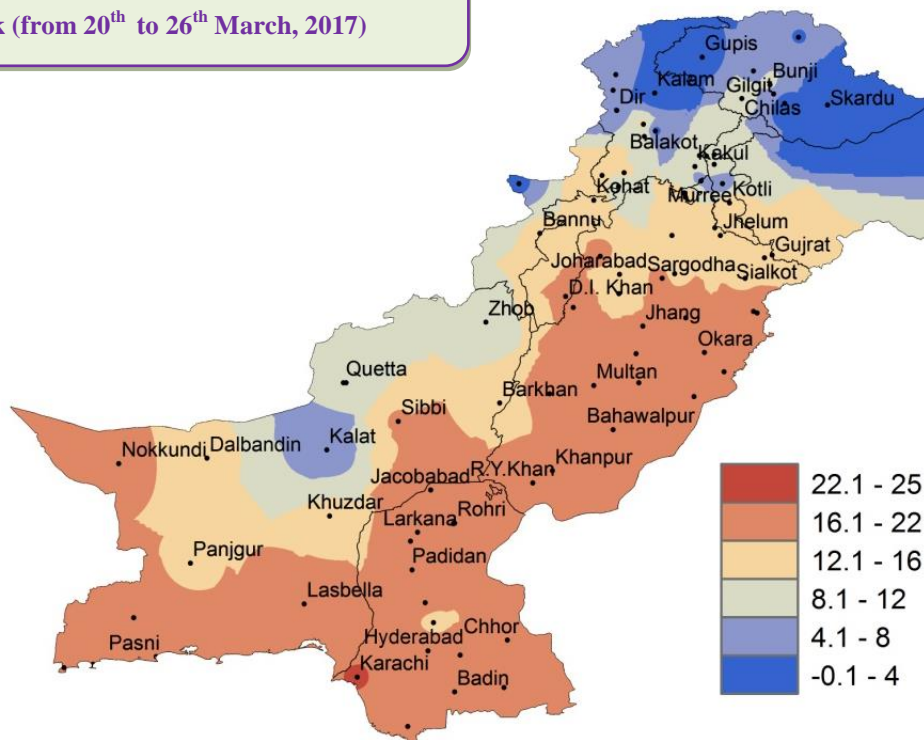 k (from 20th to 26th March, 2017)
Gupis
Bunji
Kalam
Gilgit
Skardu
Dir
Chilas
Balakot
Kakul
Kohat
Kotli
Murree
Bannu
Jhelum
Gujrat
Joharabad
Sargodha
Sialkot
D.I. Khan
Zhob
Jhang
Okara
Quetta
Multan
Barkhan
Sibbi
Bahawalpur
Nokkundi
Dalbandin
Kalat
Jacobabad
R.Y.Khan
Khanpur
Khuzdar
Larkana
Rohri
Panjgur
Padidan
Lasbella
Pasni
Hyderabad
Chhor
Karachi
Badin
22.1 - 25
16.1 - 22
12.1 - 16
8.1 - 12
4.1 - 8
-0.1 - 4